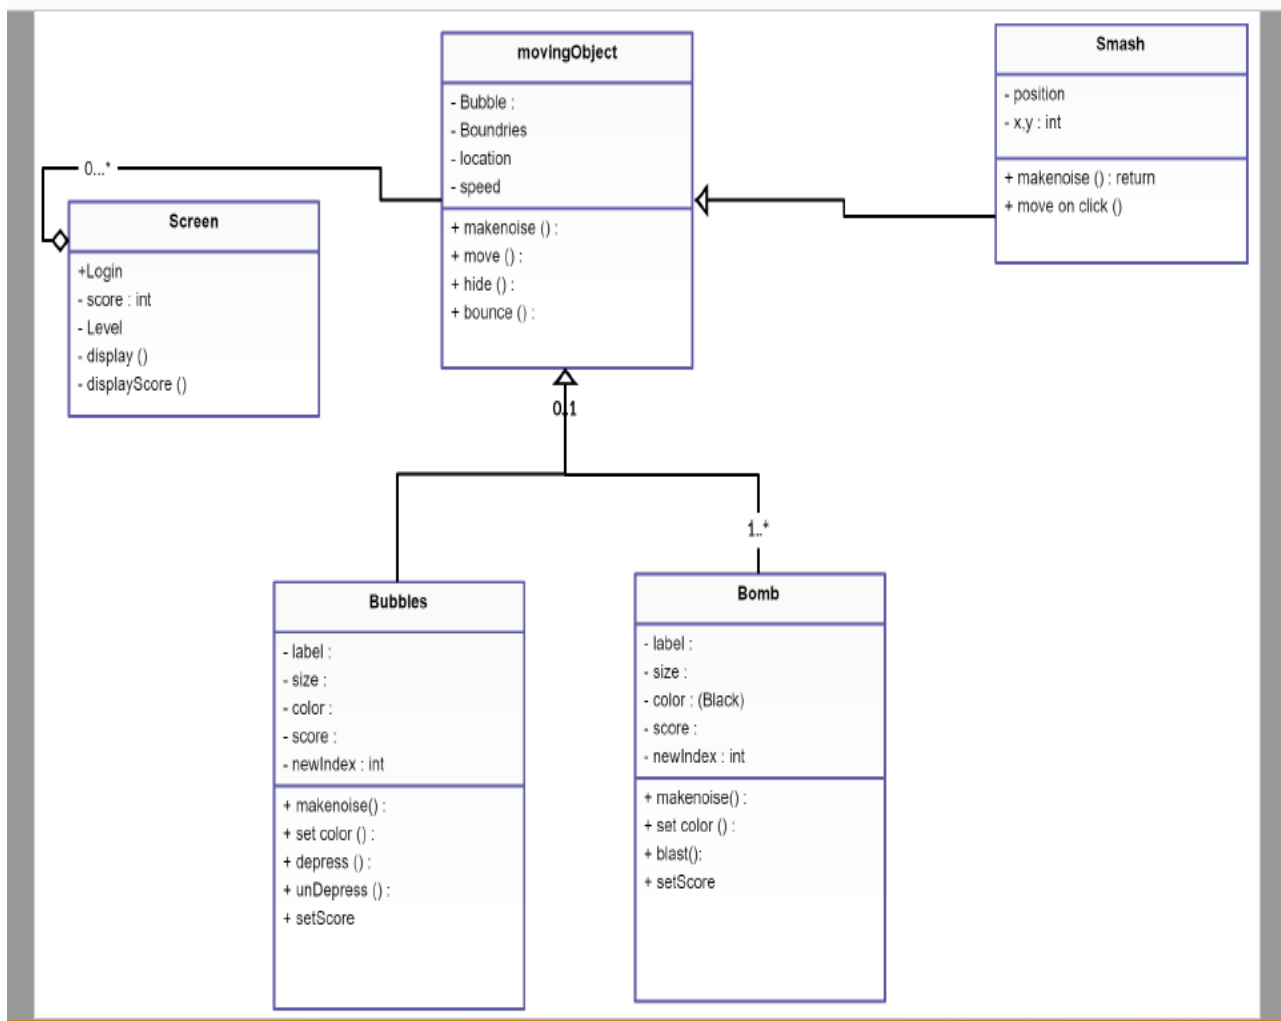 movingObject
- Bubble :
- Boundries
- location
- speed
+ makenoise () :
+ move () :
+ hide () :
+ bounce () :
Smash
- position
- x,y : int
+ makenoise () : return
+ move on click ()
0...*
Screen
+Login
- score : int
- Level
- display ()
- displayScore ()
0..1
1..*
Bubbles
- label :
- size :
- color :
- score :
- newIndex : int
+ makenoise() :
+ set color () :
+ depress () :
+ unDepress () :
+ setScore
Bomb
- label :
- size :
- color : (Black)
- score :
- newIndex : int
+ makenoise() :
+ set color () :
+ blast():
+ setScore